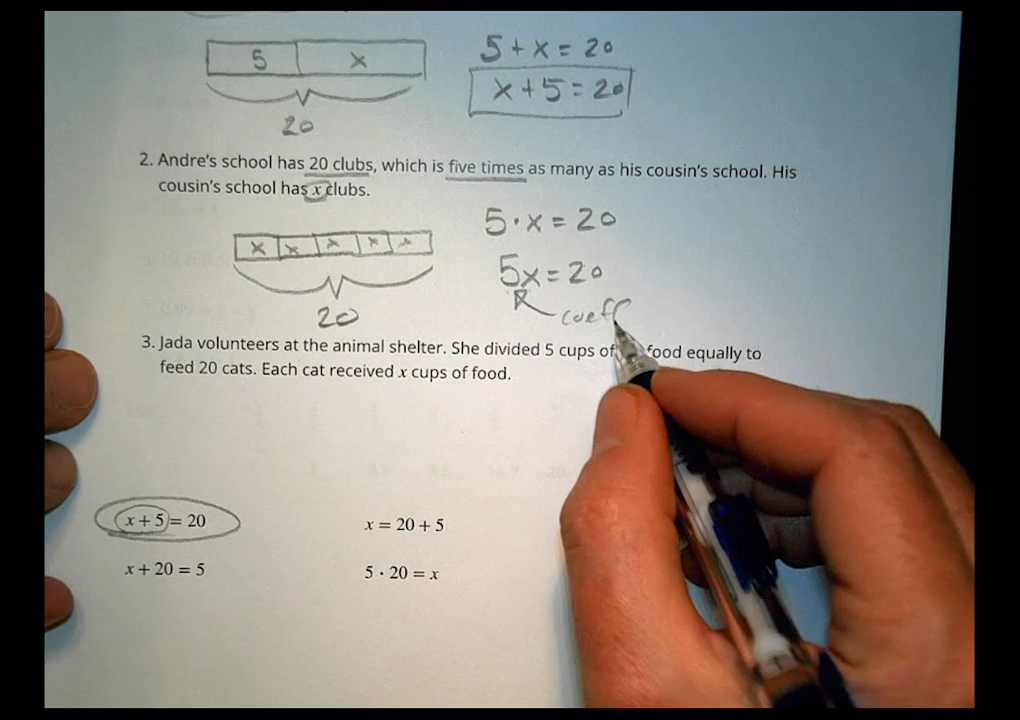 5 x 5 + x = 20
x + 5 = 20
20
2. Andre's school has 20 clubs, which is five times as many as his cousin's school. His
cousin's school has x clubs.
5 · x = 20
x x x x x 5x = 20
20 coeff
3. Jada volunteers at the animal shelter. She divided 5 cups of food equally to
feed 20 cats. Each cat received x cups of food.
x + 5 = 20 x = 20 + 5
x + 20 = 5 5 · 20 = x